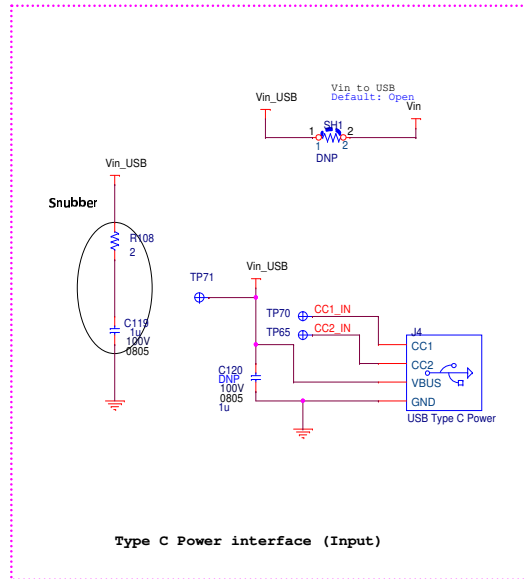 Vin to USB
Default: Open
Vin_USB
Vin
SH1
1 2
1 2
DNP
Vin_USB
Snubber
R108
2
Vin_USB
TP71
TP70
CC1_IN
TP65
CC2_IN
C119
1u
100V
0805
J4
CC1
CC2
VBUS
GND
USB Type C Power
C120
DNP
100V
0805
1u
Type C Power interface (Input)